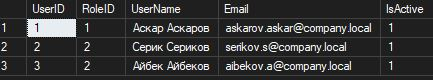 UserID RoleID UserName Email IsActive
1 1 1 Аскар Аскаров askarov.askar@company.local 1
2 2 2 Серик Сериков serikov.s@company.local 1
3 3 2 Айбек Айбеков aibekov.a@company.local 1